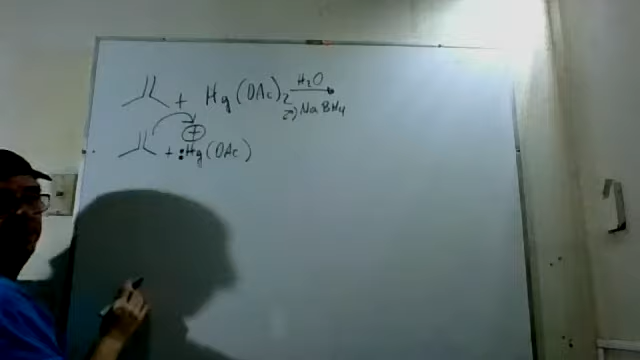 + Hg(OAc)2 H2O
2) NaBH4
+
+ :Hg(OAc)